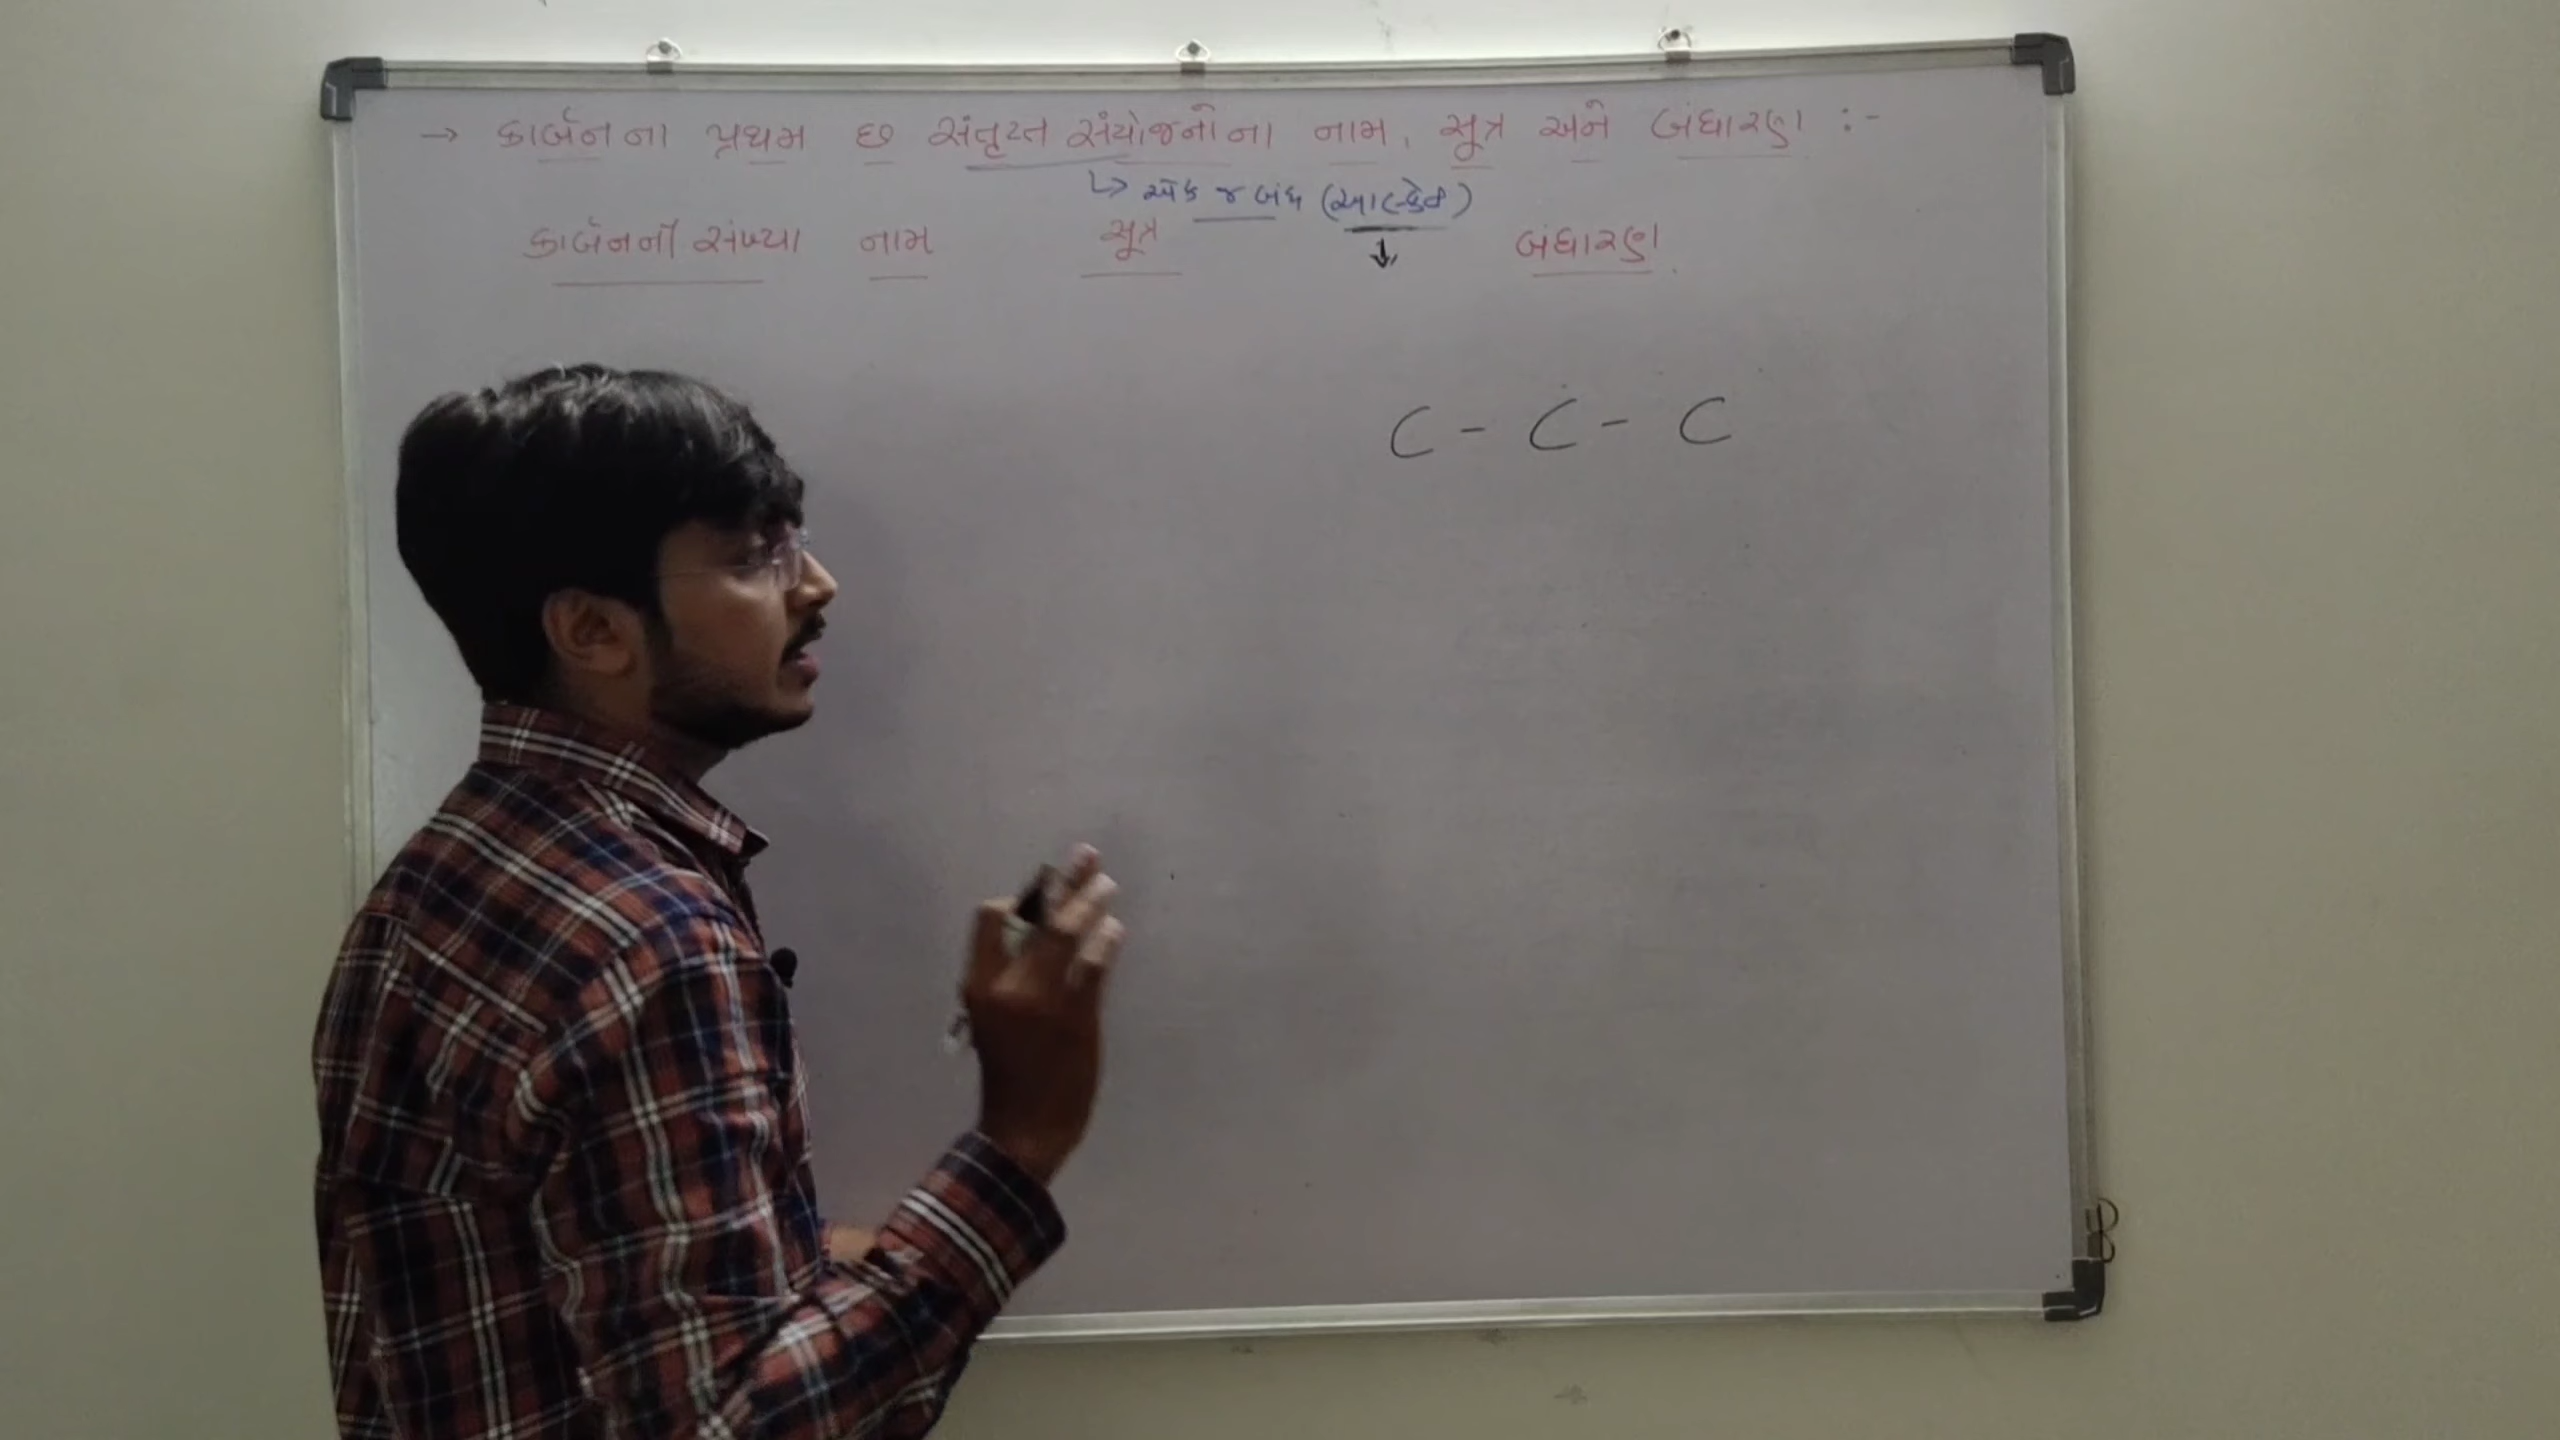 → કાર્બનના પ્રથમ છ સંતૃપ્ત સંયોજનોના નામ, સૂત્ર અને બંધારણ :-
↳ એક જ બંધ (આલ્કેન)
કાર્બનની સંખ્યા નામ સૂત્ર ↓ બંધારણ
C - C - C